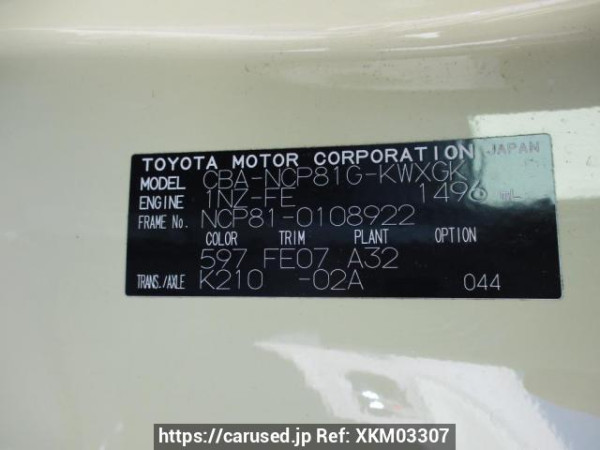 TOYOTA MOTOR CORPORATION JAPAN
MODEL CBA-NCP81G-KWXGK
ENGINE 1NZ-FE 1496 mL
FRAME No. NCP81-0108922
COLOR TRIM PLANT OPTION
597 FE07 A32
TRANS./AXLE K210 -02A 044
https://carused.jp Ref: XKM03307